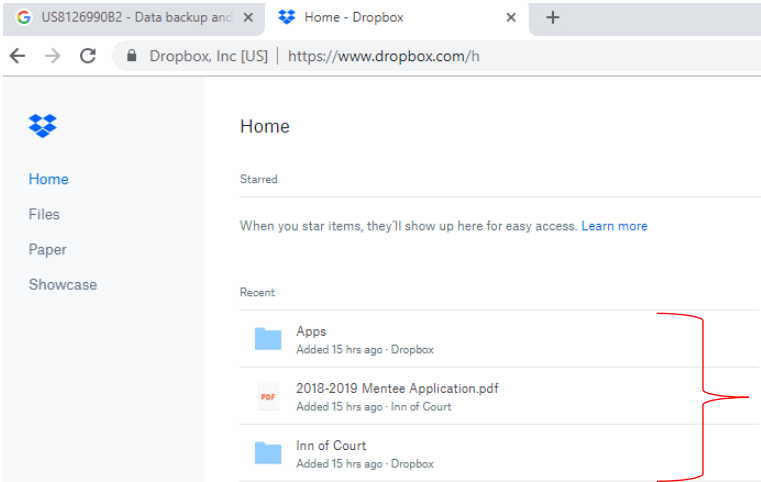 US8126990B2 - Data backup and
Home - Dropbox
Dropbox, Inc [US] | https://www.dropbox.com/h
Home
Files
Paper
Showcase
Home
Starred
When you star items, they'll show up here for easy access. Learn more
Recent
Apps
Added 15 hrs ago · Dropbox
PDF
2018-2019 Mentee Application.pdf
Added 15 hrs ago · Inn of Court
Inn of Court
Added 15 hrs ago · Dropbox